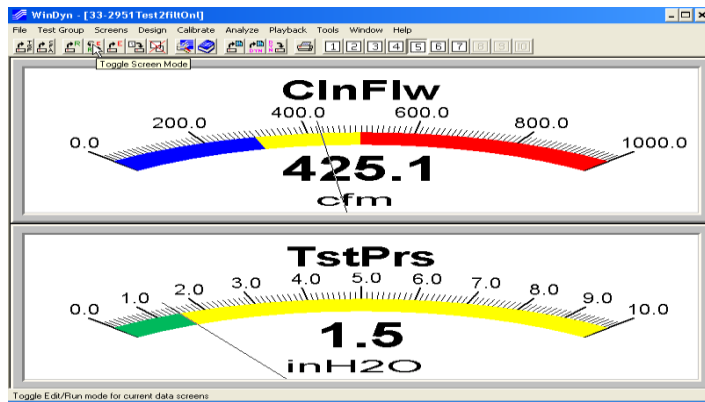 WinDyn - [33-2951Test2filtOnl]
File Test Group Screens Design Calibrate Analyze Playback Tools Window Help
1 2 3 4 5 6 7 8 9 10
Toggle Screen Mode
ClnFlw
0.0 200.0 400.0 600.0 800.0 1000.0
425.1
cfm
TstPrs
0.0 1.0 2.0 3.0 4.0 5.0 6.0 7.0 8.0 9.0 10.0
1.5
inH2O
Toggle Edit/Run mode for current data screens